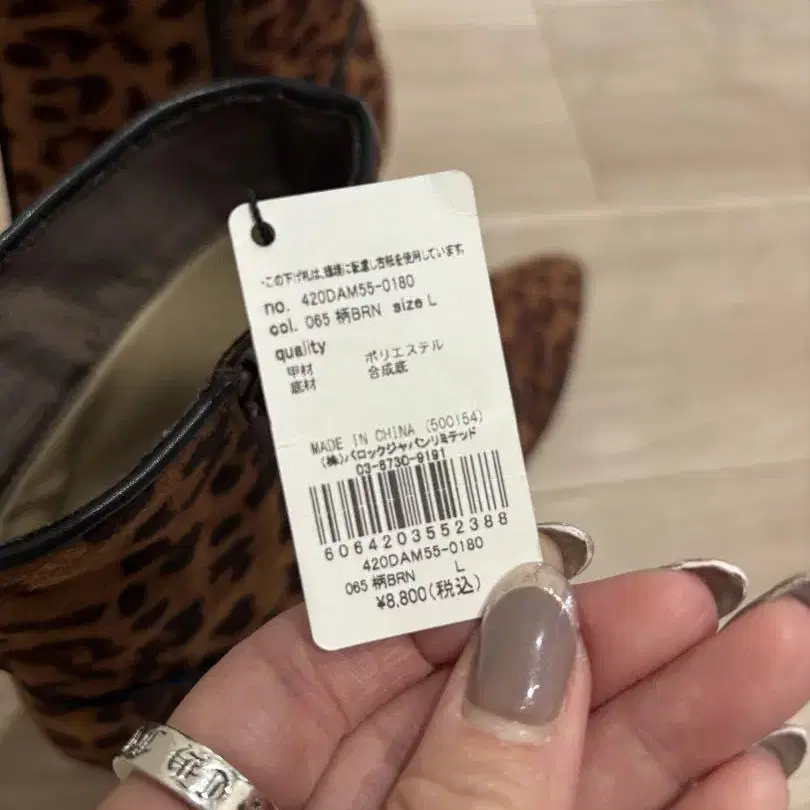 ・この下げ札は、環境に配慮し古紙を使用しています。
no. 420DAM55-0180
col. 065 柄BRN size L
quality
甲材 ポリエステル
底材 合成底
MADE IN CHINA (500154)
(株)バロックジャパンリミテッド
03-6730-9191
6064203552388
420DAM55-0180
065 柄BRN L
¥8,800(税込)